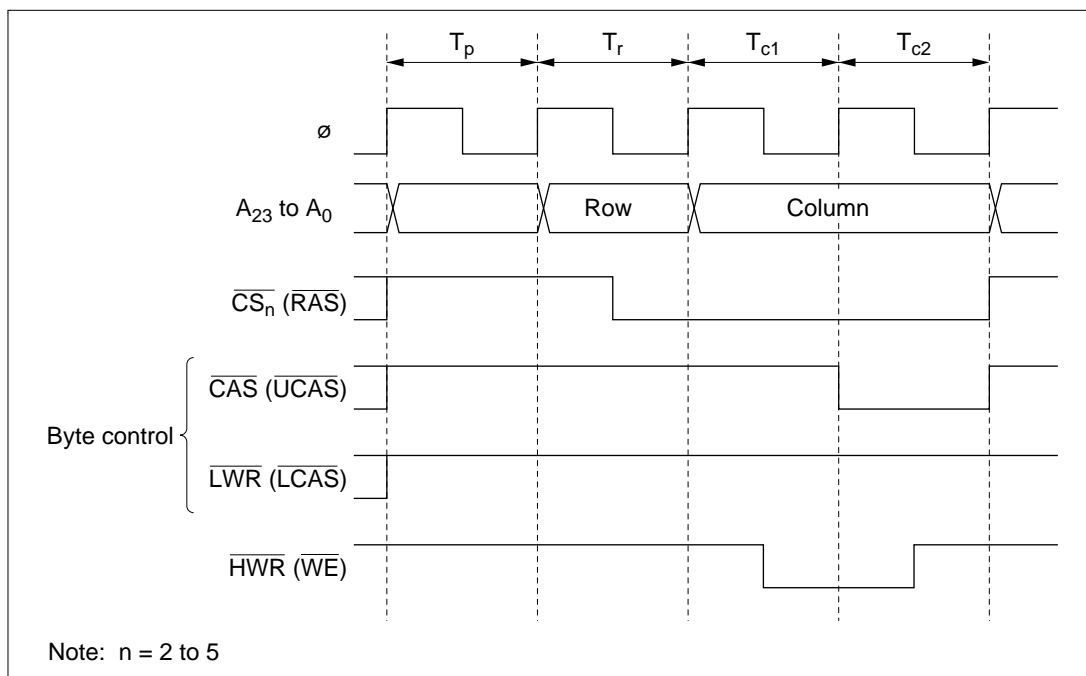 Tp Tr Tc1 Tc2
ø
A23 to A0 Row Column
CSn (RAS)
CAS (UCAS)
Byte control
LWR (LCAS)
HWR (WE)
Note: n = 2 to 5